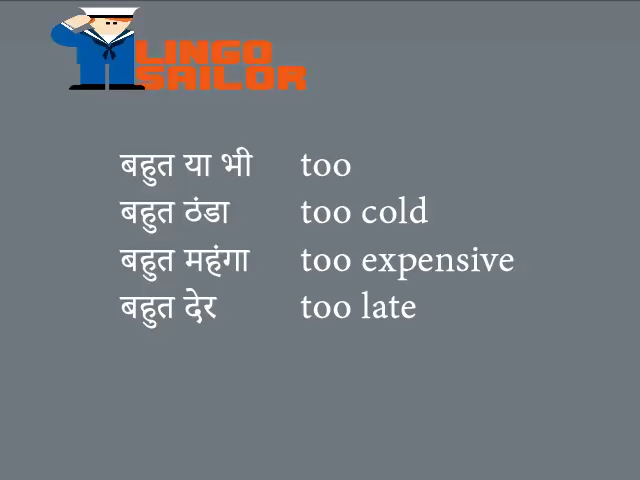 LINGO
SAILOR
बहुत या भी too
बहुत ठंडा too cold
बहुत महंगा too expensive
बहुत देर too late